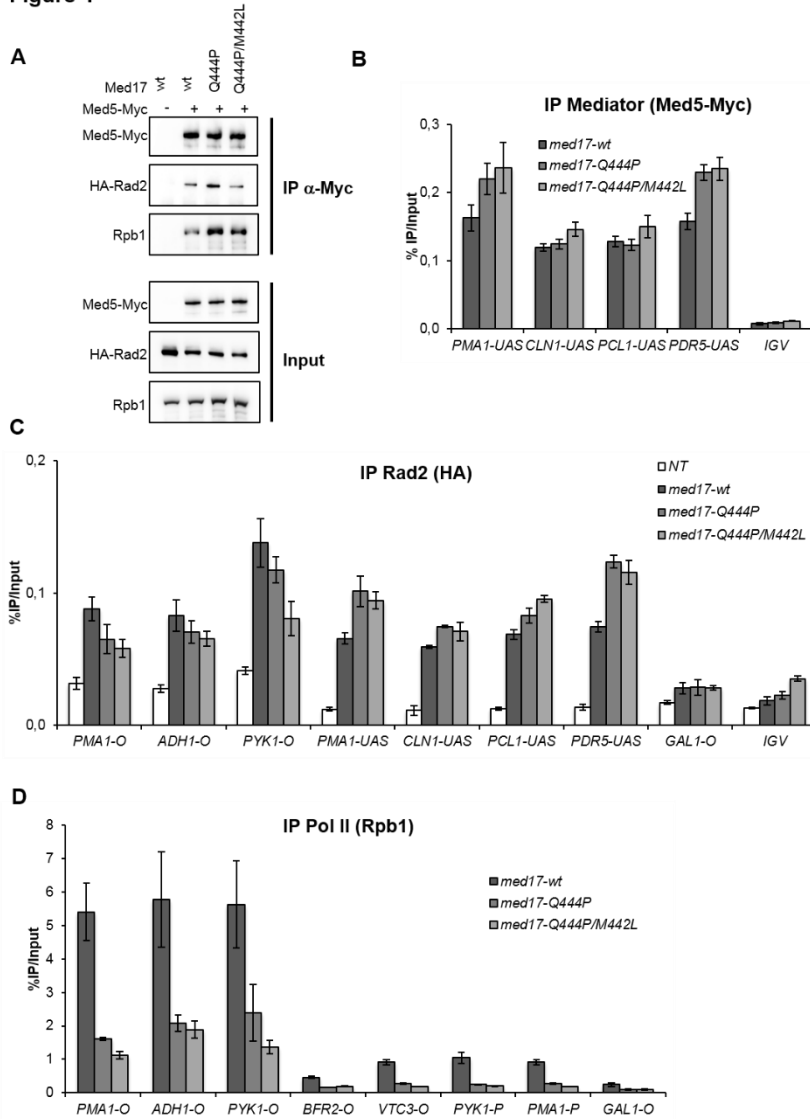 A
Med17 wt wt Q444P Q444P/M442L
Med5-Myc - + + +
Med5-Myc
HA-Rad2
IP α-Myc
Rpb1
Med5-Myc
HA-Rad2
Input
Rpb1
B
IP Mediator (Med5-Myc)
% IP/Input
0,3
0,2
0,1
0,0
med17-wt
med17-Q444P
med17-Q444P/M442L
PMA1-UAS CLN1-UAS PCL1-UAS PDR5-UAS IGV
C
IP Rad2 (HA)
%IP/Input
0,2
0,1
0,0
NT
med17-wt
med17-Q444P
med17-Q444P/M442L
PMA1-O ADH1-O PYK1-O PMA1-UAS CLN1-UAS PCL1-UAS PDR5-UAS GAL1-O IGV
D
IP Pol II (Rpb1)
%IP/Input
8
7
6
5
4
3
2
1
0
med17-wt
med17-Q444P
med17-Q444P/M442L
PMA1-O ADH1-O PYK1-O BFR2-O VTC3-O PYK1-P PMA1-P GAL1-O